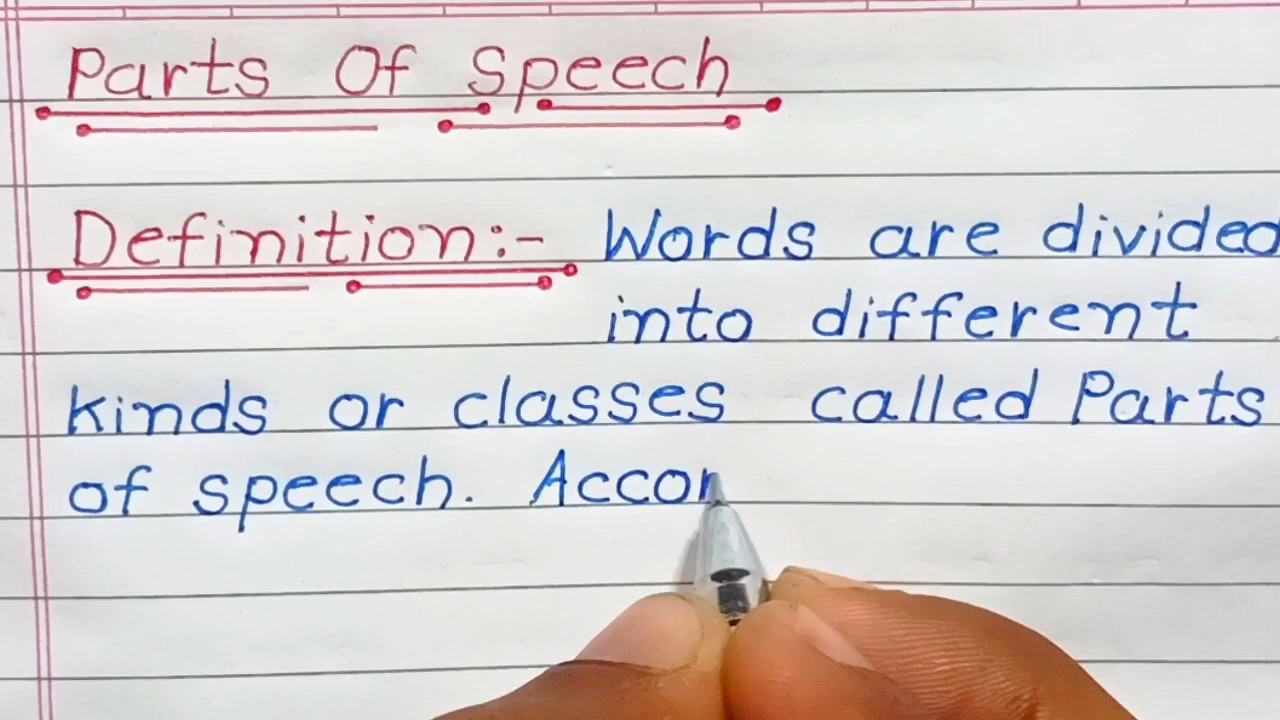 Parts Of Speech
Definition:- Words are divided
into different
kinds or classes called Parts
of speech. Accor